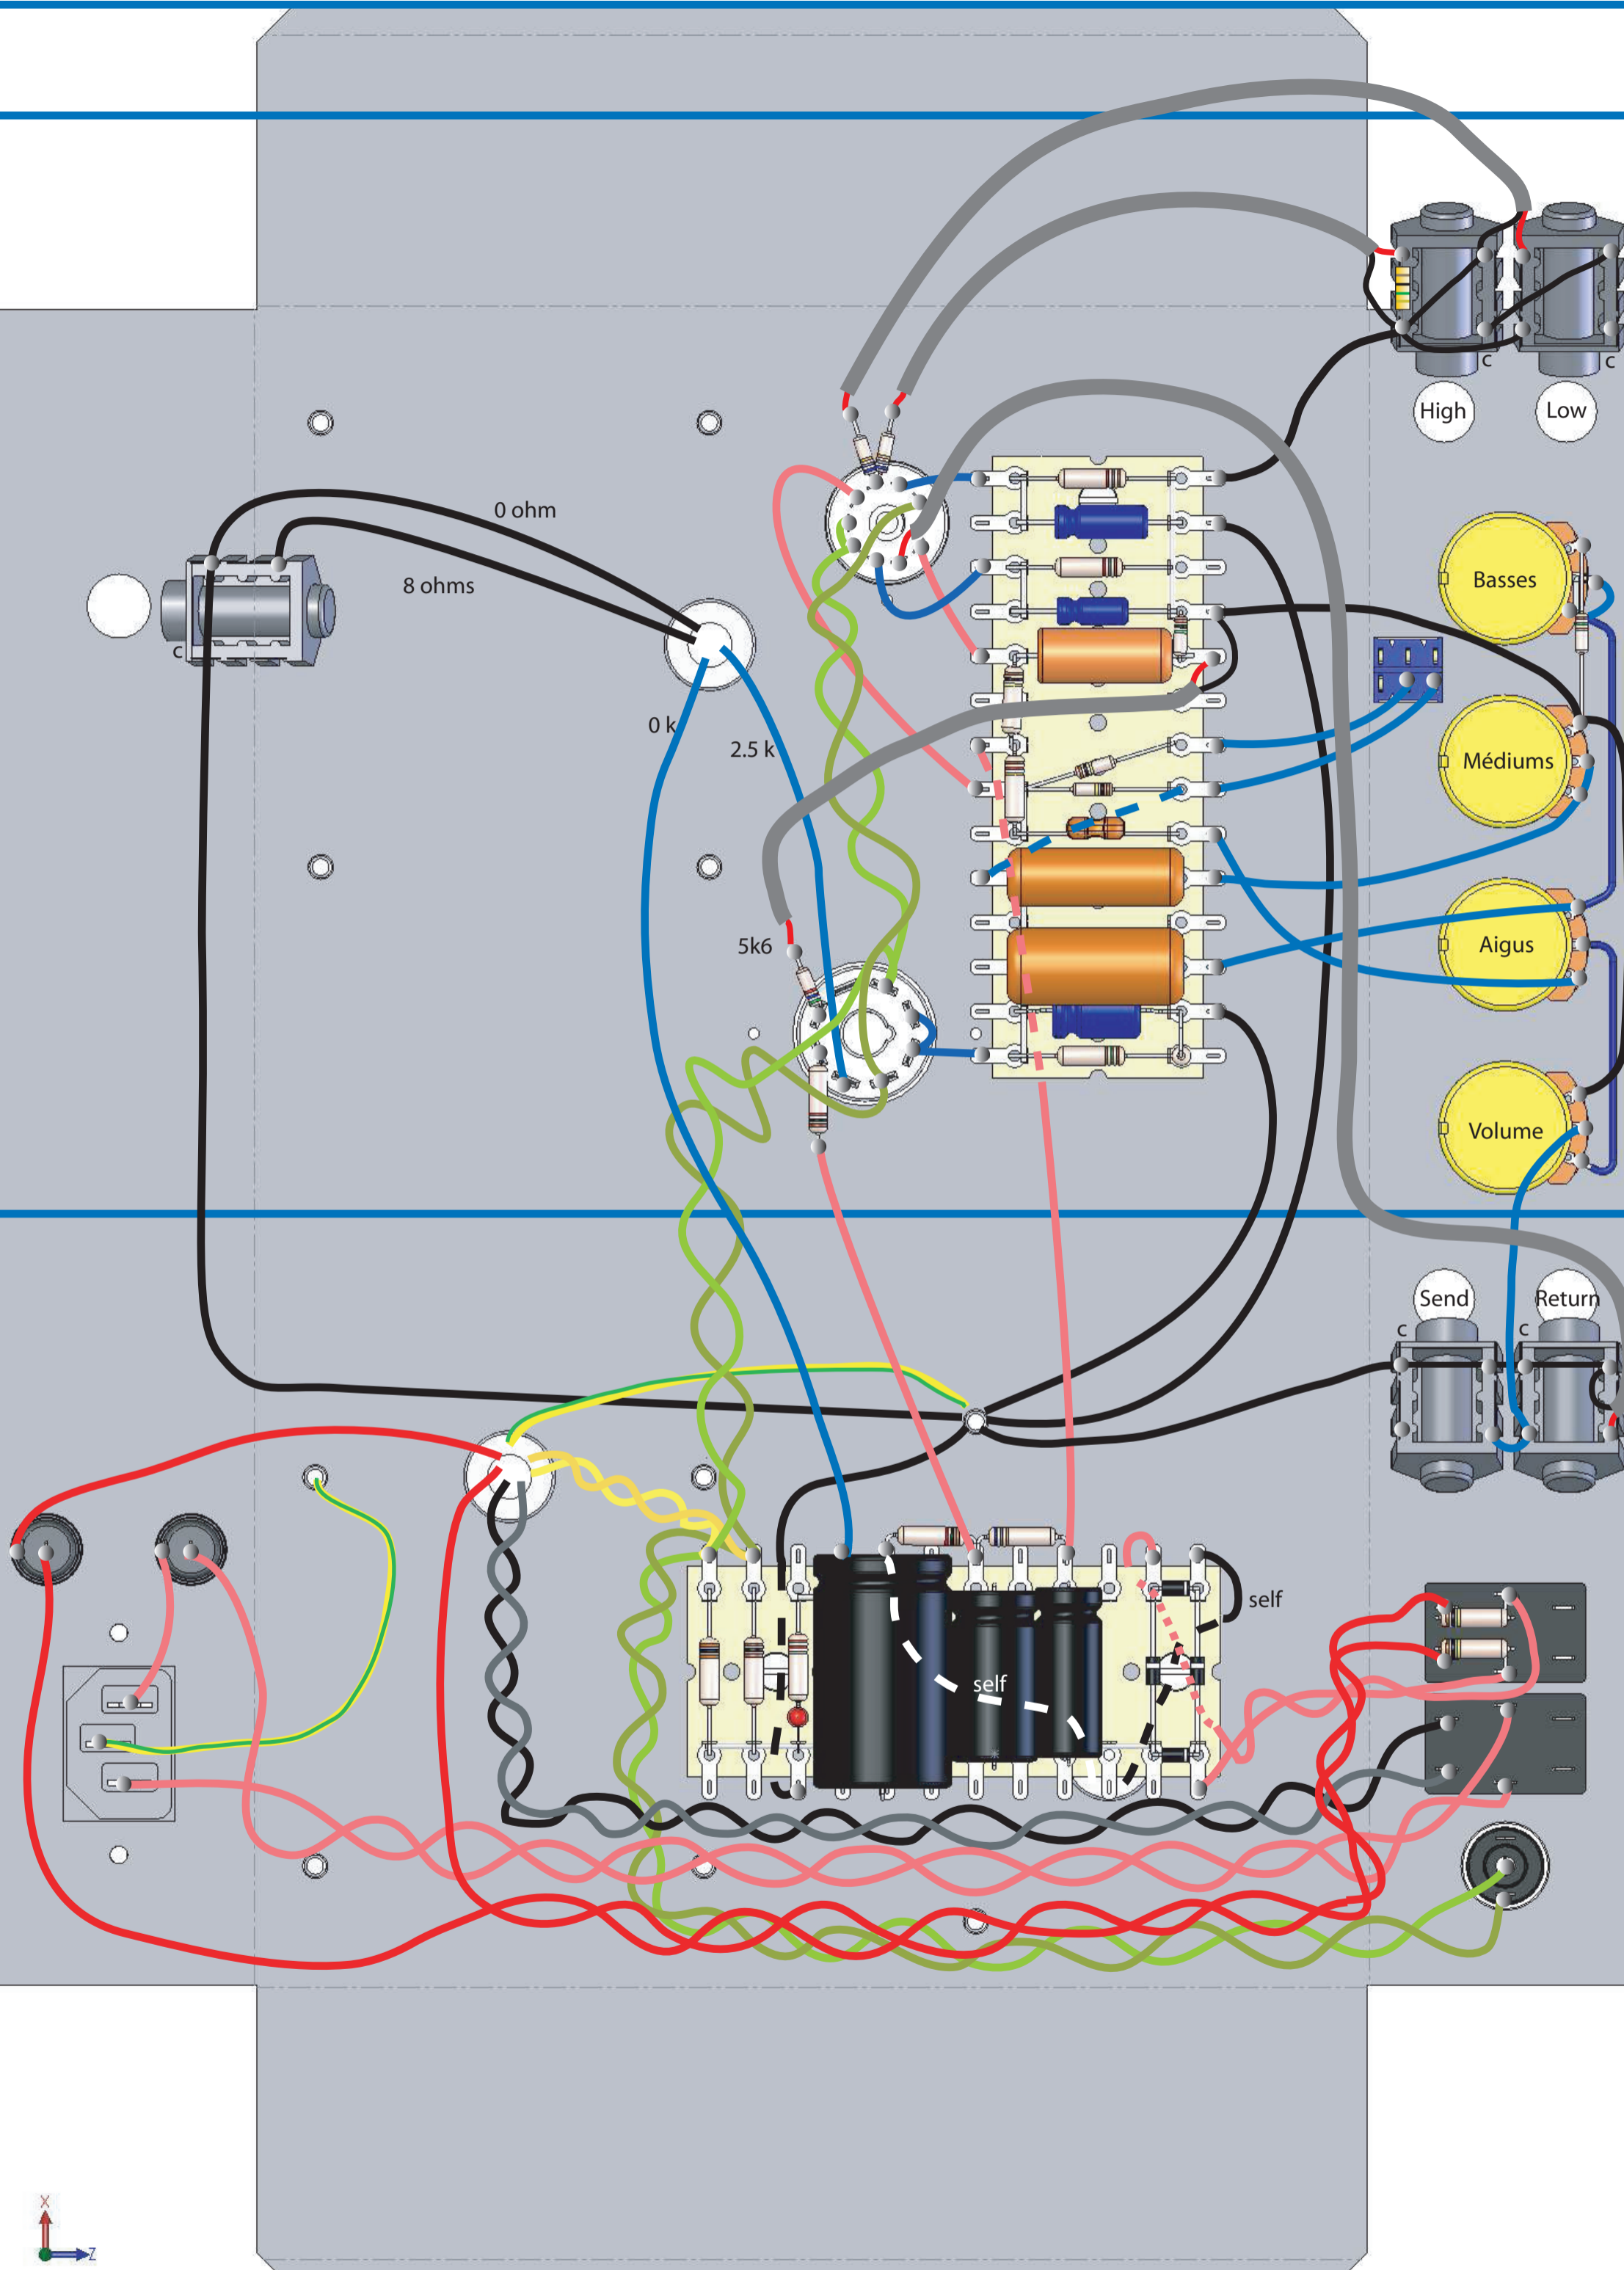 High
Low
C
C
0 ohm
8 ohms
C
Basses
0 k
2.5 k
Médiums
5k6
Aigus
Volume
Send
Return
C
C
self
self
X
Z